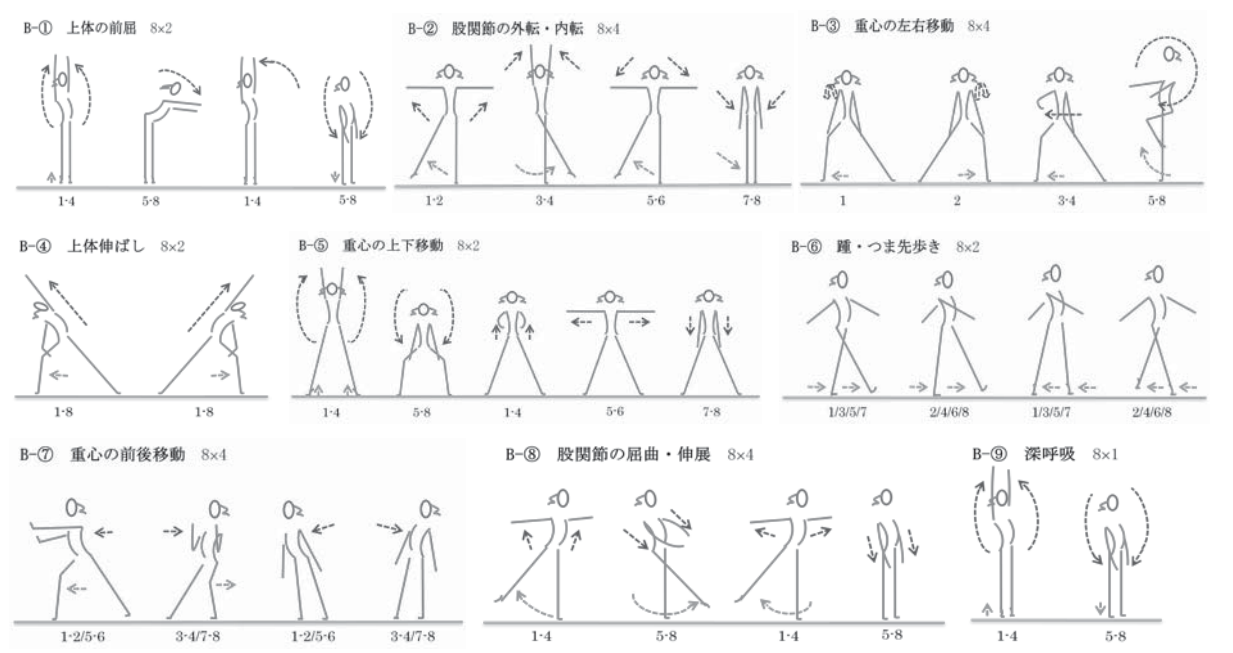 B-① 上体の前屈 8×2
1·4 5·8 1·4 5·8
B-② 股関節の外転・内転 8×4
1·2 3·4 5·6 7·8
B-③ 重心の左右移動 8×4
1 2 3·4 5·8
B-④ 上体伸ばし 8×2
1·8 1·8
B-⑤ 重心の上下移動 8×2
1·4 5·8 1·4 5·6 7·8
B-⑥ 踵・つま先歩き 8×2
1/3/5/7 2/4/6/8 1/3/5/7 2/4/6/8
B-⑦ 重心の前後移動 8×4
1·2/5·6 3·4/7·8 1·2/5·6 3·4/7·8
B-⑧ 股関節の屈曲・伸展 8×4
1·4 5·8 1·4 5·8
B-⑨ 深呼吸 8×1
1·4 5·8